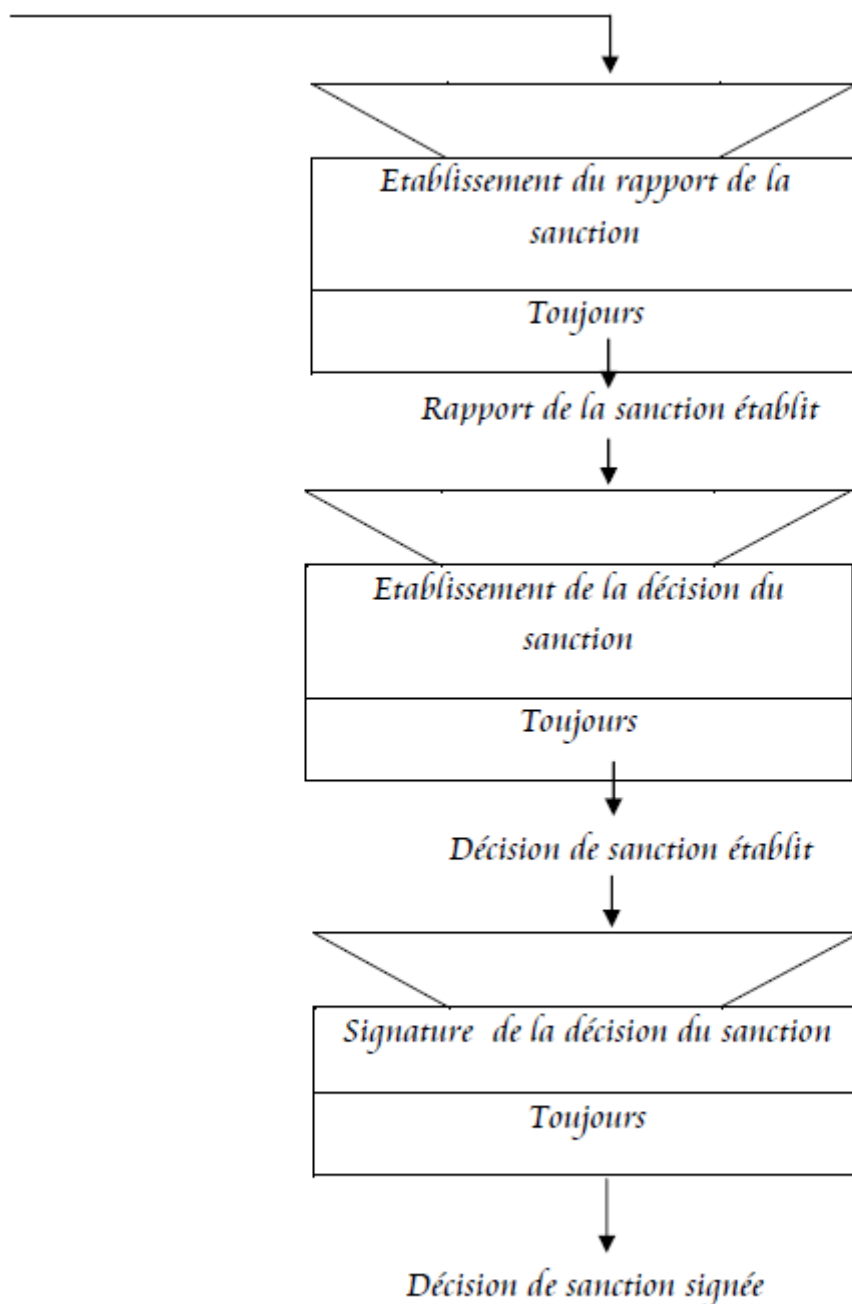 Etablissement du rapport de la
sanction
Toujours
Rapport de la sanction établit
Etablissement de la décision du
sanction
Toujours
Décision de sanction établit
Signature de la décision du sanction
Toujours
Décision de sanction signée